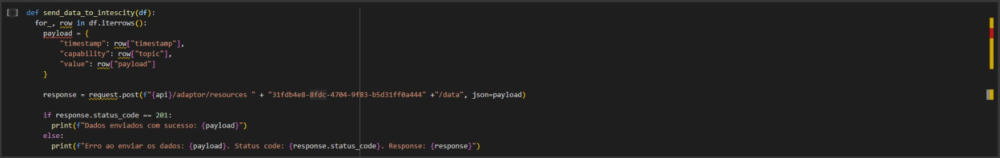 [ ] def send_data_to_intescity(df):
for_, row in df.iterrows():
payload = {
"timestamp": row["timestamp"],
"capability": row["topic"],
"value": row["payload"]
}
response = request.post(f"{api}/adaptor/resources " + "31fdb4e8-8fdc-4704-9f83-b5d31ff0a444" +"/data", json=payload)
if response.status_code == 201:
print(f"Dados enviados com sucesso: {payload}")
else:
print(f"Erro ao enviar os dados: {payload}. Status code: {response.status_code}. Response: {response}")